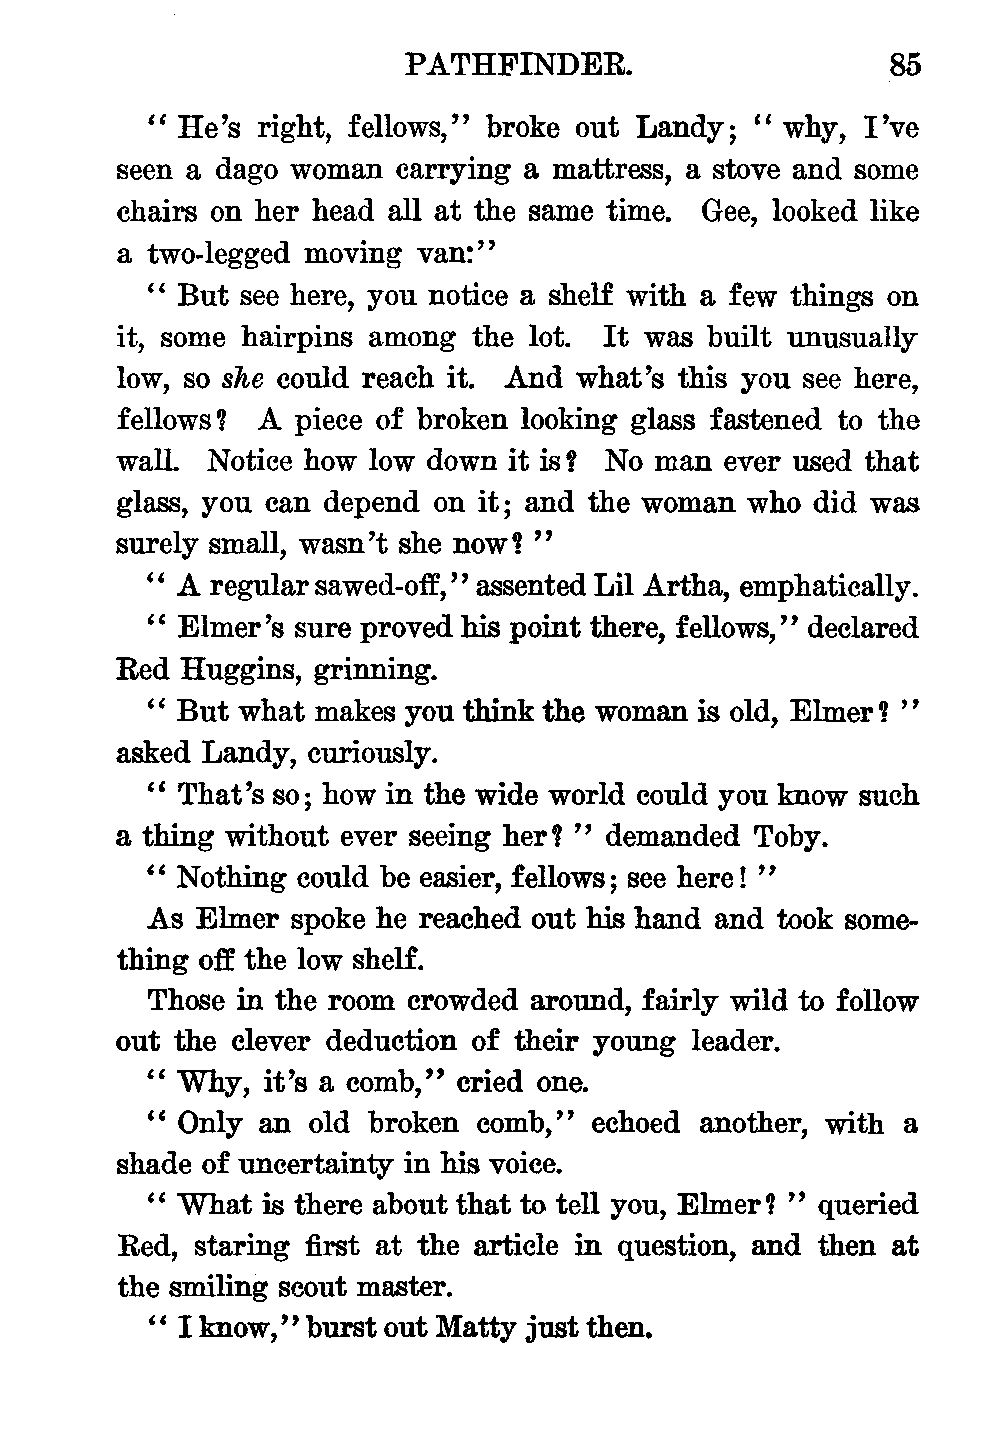 PATHFINDER. 85
“ He’s right, fellows,” broke out Landy; “ why, I’ve
seen a dago woman carrying a mattress, a stove and some
chairs on her head all at the same time. Gee, looked like
a two-legged moving van:”
“ But see here, you notice a shelf with a few things on
it, some hairpins among the lot. It was built unusually
low, so she could reach it. And what’s this you see here,
fellows? A piece of broken looking glass fastened to the
wall. Notice how low down it is? No man ever used that
glass, you can depend on it; and the woman who did was
surely small, wasn’t she now? ”
“ A regular sawed-off,” assented Lil Artha, emphatically.
“ Elmer’s sure proved his point there, fellows,” declared
Red Huggins, grinning.
“ But what makes you think the woman is old, Elmer? ”
asked Landy, curiously.
“ That’s so; how in the wide world could you know such
a thing without ever seeing her? ” demanded Toby.
“ Nothing could be easier, fellows; see here! ”
As Elmer spoke he reached out his hand and took some-
thing off the low shelf.
Those in the room crowded around, fairly wild to follow
out the clever deduction of their young leader.
“ Why, it’s a comb,” cried one.
“ Only an old broken comb,” echoed another, with a
shade of uncertainty in his voice.
“ What is there about that to tell you, Elmer? ” queried
Red, staring first at the article in question, and then at
the smiling scout master.
“ I know,” burst out Matty just then.